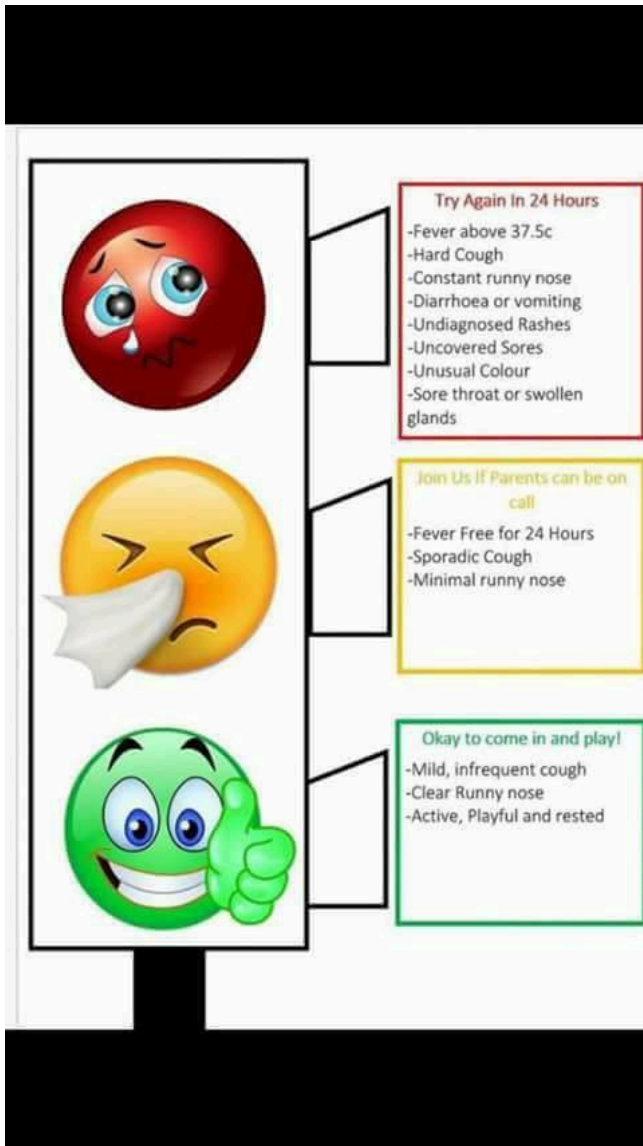 Try Again In 24 Hours
-Fever above 37.5c
-Hard Cough
-Constant runny nose
-Diarrhoea or vomiting
-Undiagnosed Rashes
-Uncovered Sores
-Unusual Colour
-Sore throat or swollen
glands
Join Us If Parents can be on
call
-Fever Free for 24 Hours
-Sporadic Cough
-Minimal runny nose
Okay to come in and play!
-Mild, infrequent cough
-Clear Runny nose
-Active, Playful and rested